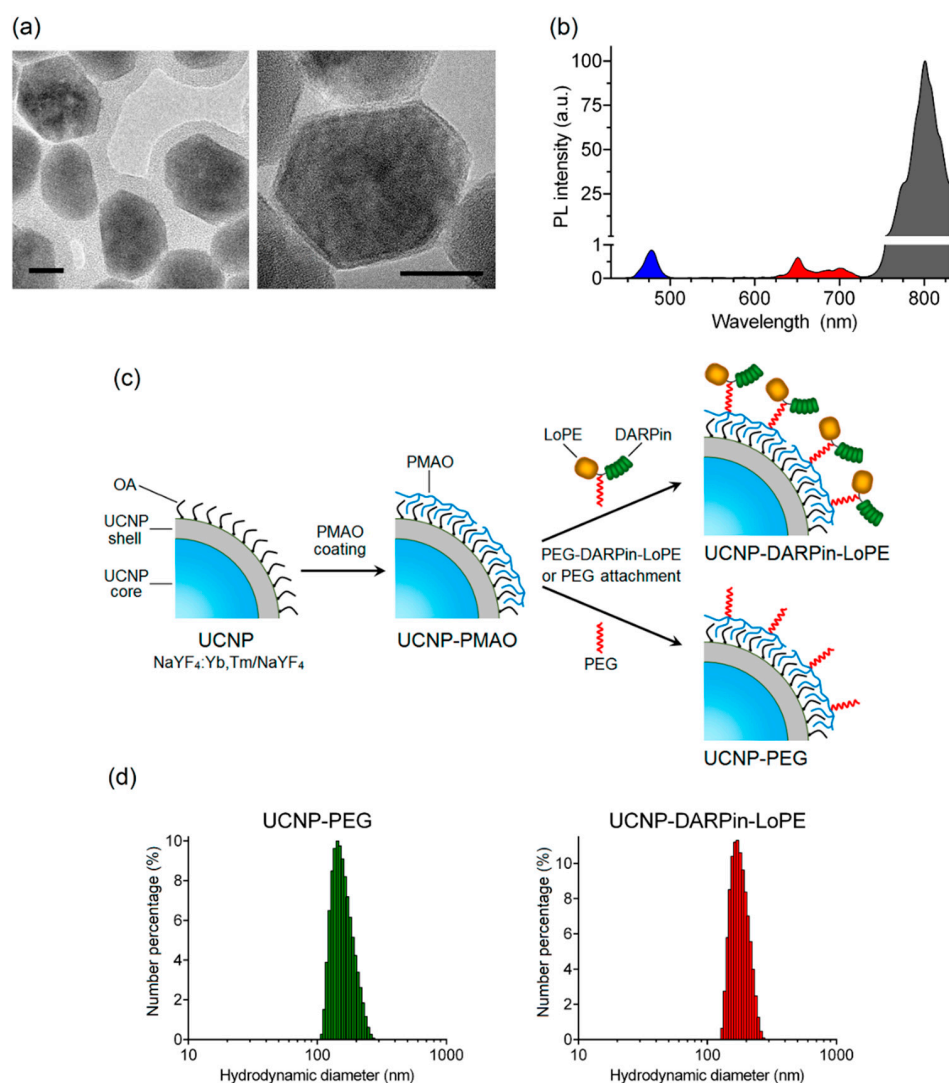 (a)
(b)
PL intensity (a.u.)
100
75
50
25
1
0
500
600
700
800
Wavelength (nm)
(c)
OA
UCNP
shell
UCNP
core
UCNP
NaYF₄:Yb,Tm/NaYF₄
PMAO
coating
PMAO
UCNP-PMAO
LoPE
DARPin
PEG-DARPin-LoPE
or PEG attachment
PEG
UCNP-DARPin-LoPE
UCNP-PEG
(d)
UCNP-PEG
Number percentage (%)
10
8
6
4
2
0
10
100
1000
Hydrodynamic diameter (nm)
UCNP-DARPin-LoPE
Number percentage (%)
10
8
6
4
2
0
10
100
1000
Hydrodynamic diameter (nm)